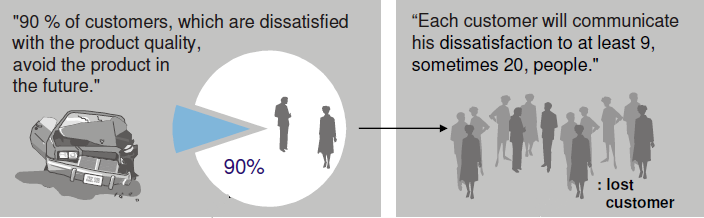 "90 % of customers, which are dissatisfied
with the product quality,
avoid the product in
the future."
90%
“Each customer will communicate
his dissatisfaction to at least 9,
sometimes 20, people."
: lost
customer